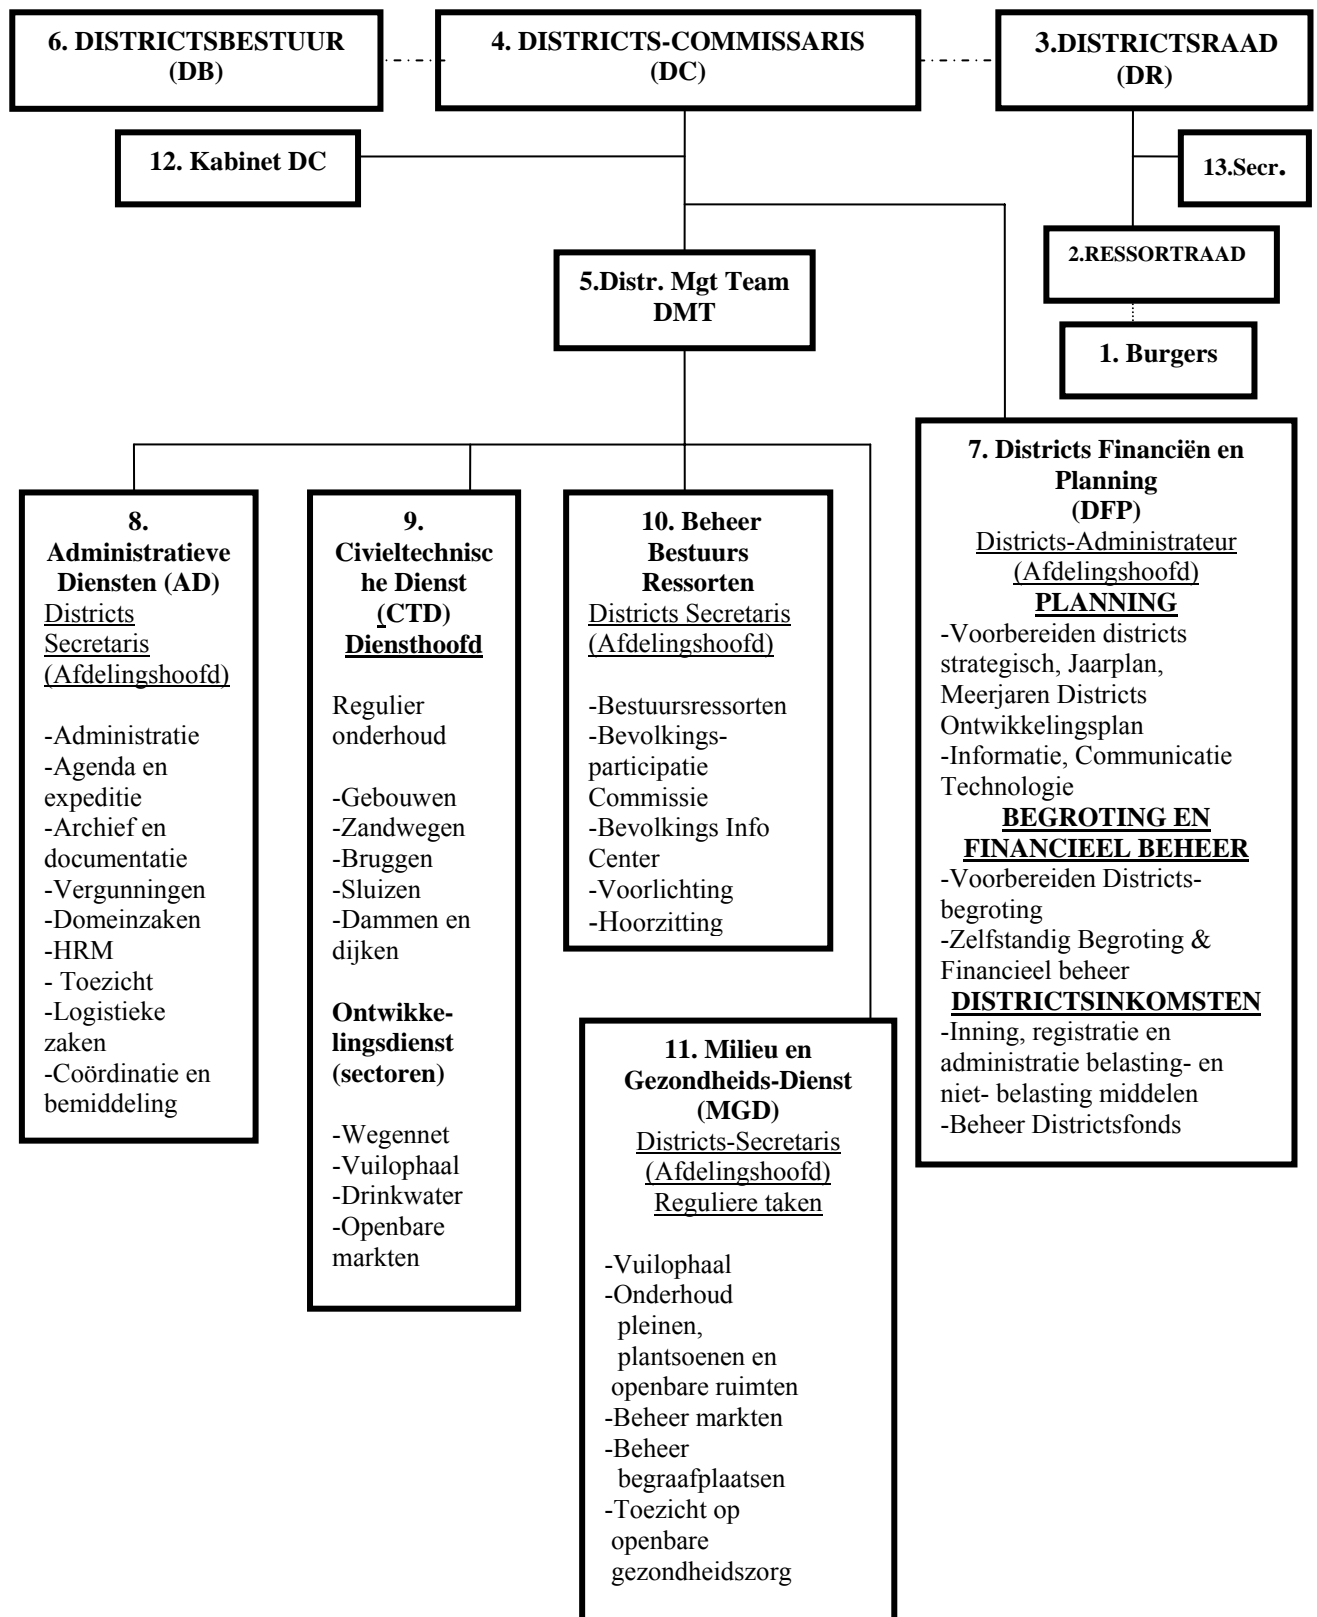 6. DISTRICTSBESTUUR
(DB)
4. DISTRICTS-COMMISSARIS
(DC)
3.DISTRICTSRAAD
(DR)
12. Kabinet DC
13.Secr.
2.RESSORTRAAD
5.Distr. Mgt Team
DMT
1. Burgers
8.
Administratieve
Diensten (AD)
Districts
Secretaris
(Afdelingshoofd)
-Administratie
-Agenda en
expeditie
-Archief en
documentatie
-Vergunningen
-Domeinzaken
-HRM
- Toezicht
-Logistieke
zaken
-Coördinatie en
bemiddeling
9.
Civieltechnisc
he Dienst
(CTD)
Diensthoofd
Regulier
onderhoud
-Gebouwen
-Zandwegen
-Bruggen
-Sluizen
-Dammen en
dijken
Ontwikke-
lingsdienst
(sectoren)
-Wegennet
-Vuilophaal
-Drinkwater
-Openbare
markten
10. Beheer
Bestuurs
Ressorten
Districts Secretaris
(Afdelingshoofd)
-Bestuursressorten
-Bevolkings-
participatie
Commissie
-Bevolkings Info
Center
-Voorlichting
-Hoorzitting
11. Milieu en
Gezondheids-Dienst
(MGD)
Districts-Secretaris
(Afdelingshoofd)
Reguliere taken
-Vuilophaal
-Onderhoud
pleinen,
plantsoenen en
openbare ruimten
-Beheer markten
-Beheer
begraafplaatsen
-Toezicht op
openbare
gezondheidszorg
7. Districts Financiën en
Planning
(DFP)
Districts-Administrateur
(Afdelingshoofd)
PLANNING
-Voorbereiden districts
strategisch, Jaarplan,
Meerjaren Districts
Ontwikkelingsplan
-Informatie, Communicatie
Technologie
BEGROTING EN
FINANCIEEL BEHEER
-Voorbereiden Districts-
begroting
-Zelfstandig Begroting &
Financieel beheer
DISTRICTSINKOMSTEN
-Inning, registratie en
administratie belasting- en
niet- belasting middelen
-Beheer Districtsfonds